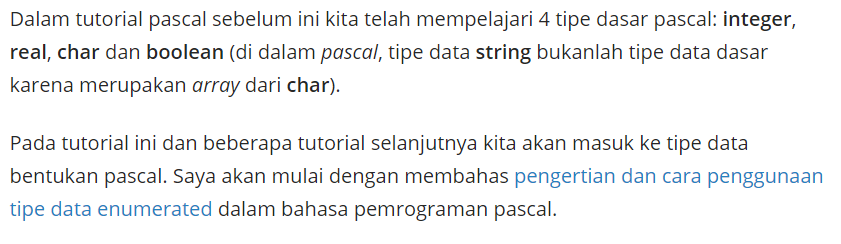 Dalam tutorial pascal sebelum ini kita telah mempelajari 4 tipe dasar pascal: integer,
real, char dan boolean (di dalam pascal, tipe data string bukanlah tipe data dasar
karena merupakan array dari char).
Pada tutorial ini dan beberapa tutorial selanjutnya kita akan masuk ke tipe data
bentukan pascal. Saya akan mulai dengan membahas pengertian dan cara penggunaan
tipe data enumerated dalam bahasa pemrograman pascal.